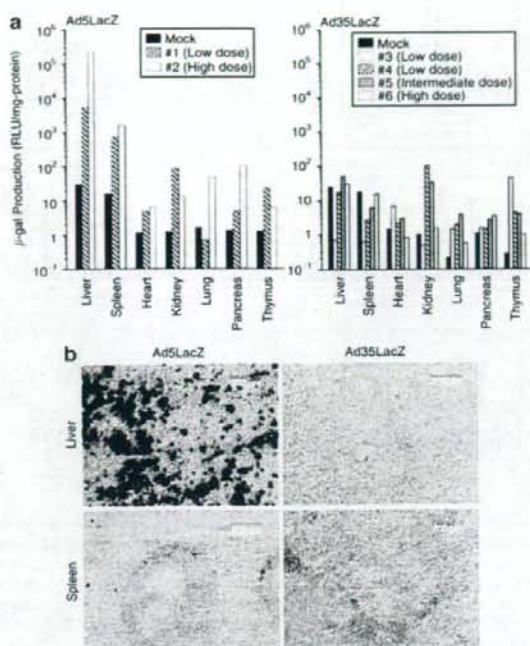 a
Ad5LacZ
Ad35LacZ
μ-gal Production (RLU/mg-protein)
10⁶
10⁵
10⁴
10³
10²
10
1
10⁻¹
Mock
#1 (Low dose)
#2 (High dose)
Liver
Spleen
Heart
Kidney
Lung
Pancreas
Thymus
10⁶
10⁵
10⁴
10³
10²
10
1
10⁻¹
Mock
#3 (Low dose)
#4 (Low dose)
#5 (Intermediate dose)
#6 (High dose)
Liver
Spleen
Heart
Kidney
Lung
Pancreas
Thymus
b
Ad5LacZ
Ad35LacZ
Liver
Spleen